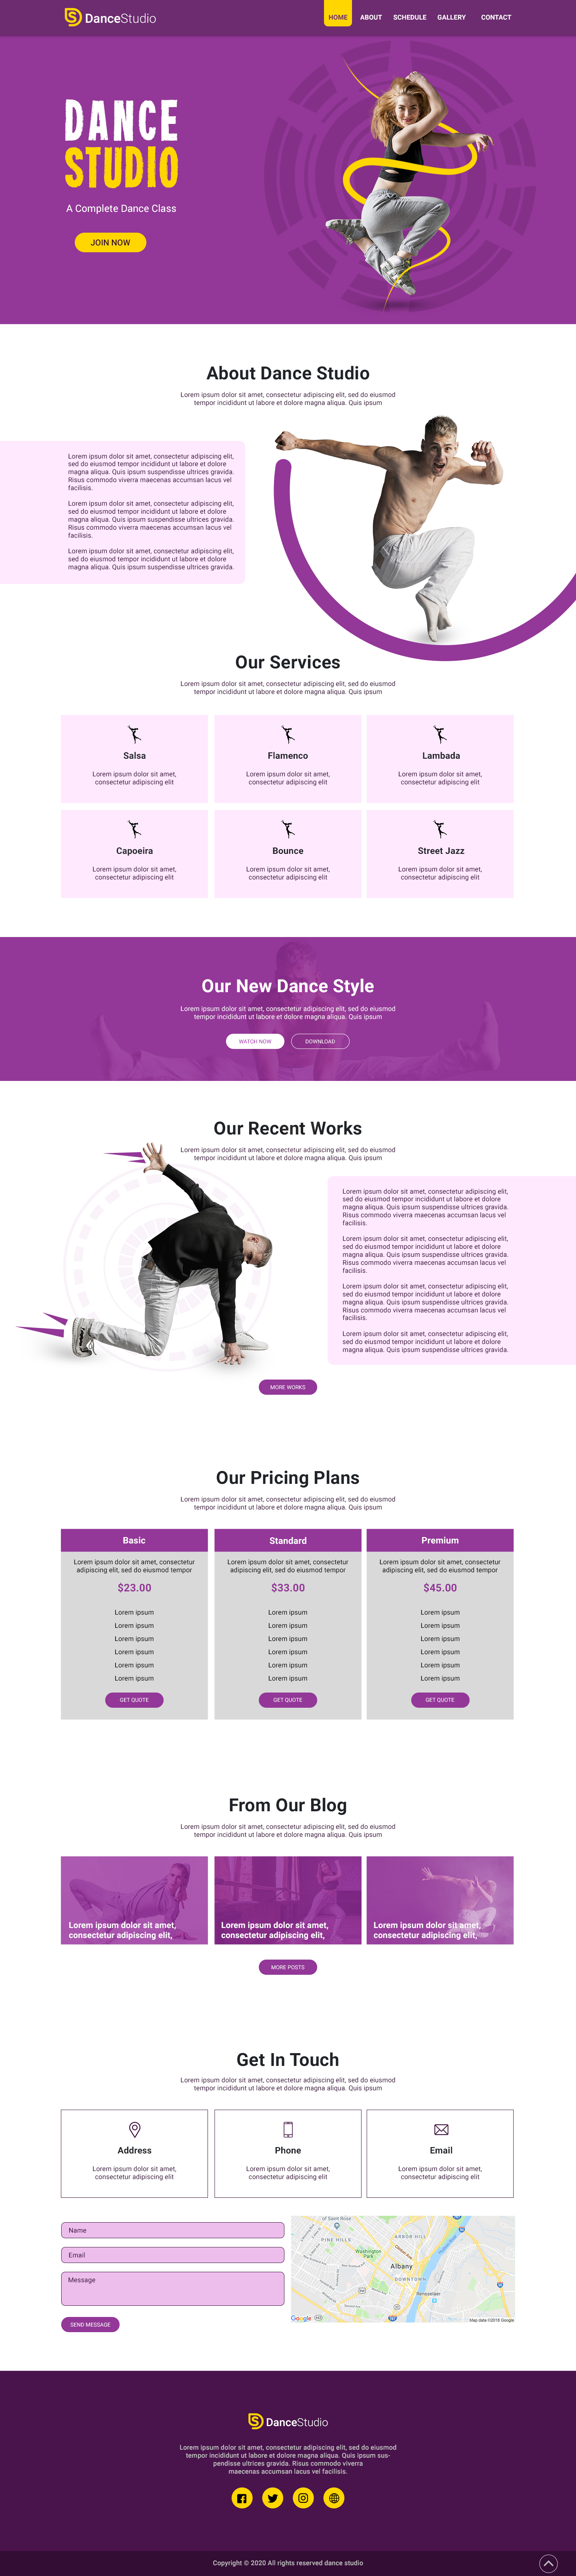 DanceStudio
HOME ABOUT SCHEDULE GALLERY CONTACT
DANCE
STUDIO
A Complete Dance Class
JOIN NOW
About Dance Studio
Lorem ipsum dolor sit amet, consectetur adipiscing elit, sed do eiusmod
tempor incididunt ut labore et dolore magna aliqua. Quis ipsum
Lorem ipsum dolor sit amet, consectetur adipiscing elit,
sed do eiusmod tempor incididunt ut labore et dolore
magna aliqua. Quis ipsum suspendisse ultrices gravida.
Risus commodo viverra maecenas accumsan lacus vel
facilisis.
Lorem ipsum dolor sit amet, consectetur adipiscing elit,
sed do eiusmod tempor incididunt ut labore et dolore
magna aliqua. Quis ipsum suspendisse ultrices gravida.
Risus commodo viverra maecenas accumsan lacus vel
facilisis.
Lorem ipsum dolor sit amet, consectetur adipiscing elit,
sed do eiusmod tempor incididunt ut labore et dolore
magna aliqua. Quis ipsum suspendisse ultrices gravida.
Our Services
Lorem ipsum dolor sit amet, consectetur adipiscing elit, sed do eiusmod
tempor incididunt ut labore et dolore magna aliqua. Quis ipsum
Salsa
Lorem ipsum dolor sit amet,
consectetur adipiscing elit
Flamenco
Lorem ipsum dolor sit amet,
consectetur adipiscing elit
Lambada
Lorem ipsum dolor sit amet,
consectetur adipiscing elit
Capoeira
Lorem ipsum dolor sit amet,
consectetur adipiscing elit
Bounce
Lorem ipsum dolor sit amet,
consectetur adipiscing elit
Street Jazz
Lorem ipsum dolor sit amet,
consectetur adipiscing elit
Our New Dance Style
Lorem ipsum dolor sit amet, consectetur adipiscing elit, sed do eiusmod
tempor incididunt ut labore et dolore magna aliqua. Quis ipsum
WATCH NOW
DOWNLOAD
Our Recent Works
Lorem ipsum dolor sit amet, consectetur adipiscing elit, sed do eiusmod
tempor incididunt ut labore et dolore magna aliqua. Quis ipsum
Lorem ipsum dolor sit amet, consectetur adipiscing elit,
sed do eiusmod tempor incididunt ut labore et dolore
magna aliqua. Quis ipsum suspendisse ultrices gravida.
Risus commodo viverra maecenas accumsan lacus vel
facilisis.
Lorem ipsum dolor sit amet, consectetur adipiscing elit,
sed do eiusmod tempor incididunt ut labore et dolore
magna aliqua. Quis ipsum suspendisse ultrices gravida.
Risus commodo viverra maecenas accumsan lacus vel
facilisis.
Lorem ipsum dolor sit amet, consectetur adipiscing elit,
sed do eiusmod tempor incididunt ut labore et dolore
magna aliqua. Quis ipsum suspendisse ultrices gravida.
Risus commodo viverra maecenas accumsan lacus vel
facilisis.
Lorem ipsum dolor sit amet, consectetur adipiscing elit,
sed do eiusmod tempor incididunt ut labore et dolore
magna aliqua. Quis ipsum suspendisse ultrices gravida.
MORE WORKS
Our Pricing Plans
Lorem ipsum dolor sit amet, consectetur adipiscing elit, sed do eiusmod
tempor incididunt ut labore et dolore magna aliqua. Quis ipsum
Basic
Lorem ipsum dolor sit amet, consectetur
adipiscing elit, sed do eiusmod tempor
$23.00
Lorem ipsum
Lorem ipsum
Lorem ipsum
Lorem ipsum
Lorem ipsum
Lorem ipsum
GET QUOTE
Standard
Lorem ipsum dolor sit amet, consectetur
adipiscing elit, sed do eiusmod tempor
$33.00
Lorem ipsum
Lorem ipsum
Lorem ipsum
Lorem ipsum
Lorem ipsum
Lorem ipsum
GET QUOTE
Premium
Lorem ipsum dolor sit amet, consectetur
adipiscing elit, sed do eiusmod tempor
$45.00
Lorem ipsum
Lorem ipsum
Lorem ipsum
Lorem ipsum
Lorem ipsum
Lorem ipsum
GET QUOTE
From Our Blog
Lorem ipsum dolor sit amet, consectetur adipiscing elit, sed do eiusmod
tempor incididunt ut labore et dolore magna aliqua. Quis ipsum
Lorem ipsum dolor sit amet,
consectetur adipiscing elit,
Lorem ipsum dolor sit amet,
consectetur adipiscing elit,
Lorem ipsum dolor sit amet,
consectetur adipiscing elit,
MORE POSTS
Get In Touch
Lorem ipsum dolor sit amet, consectetur adipiscing elit, sed do eiusmod
tempor incididunt ut labore et dolore magna aliqua. Quis ipsum
Address
Lorem ipsum dolor sit amet,
consectetur adipiscing elit
Phone
Lorem ipsum dolor sit amet,
consectetur adipiscing elit
Email
Lorem ipsum dolor sit amet,
consectetur adipiscing elit
Name
Email
Message
SEND MESSAGE
of Saint Rose
PINE HILLS
ARBOR HILL
Washington
Park
Albany
DOWNTOWN
Rensselaer
Google
Map data ©2018 Google
DanceStudio
Lorem ipsum dolor sit amet, consectetur adipiscing elit, sed do eiusmod
tempor incididunt ut labore et dolore magna aliqua. Quis ipsum sus-
pendisse ultrices gravida. Risus commodo viverra
maecenas accumsan lacus vel facilisis.
Copyright © 2020 All rights reserved dance studio